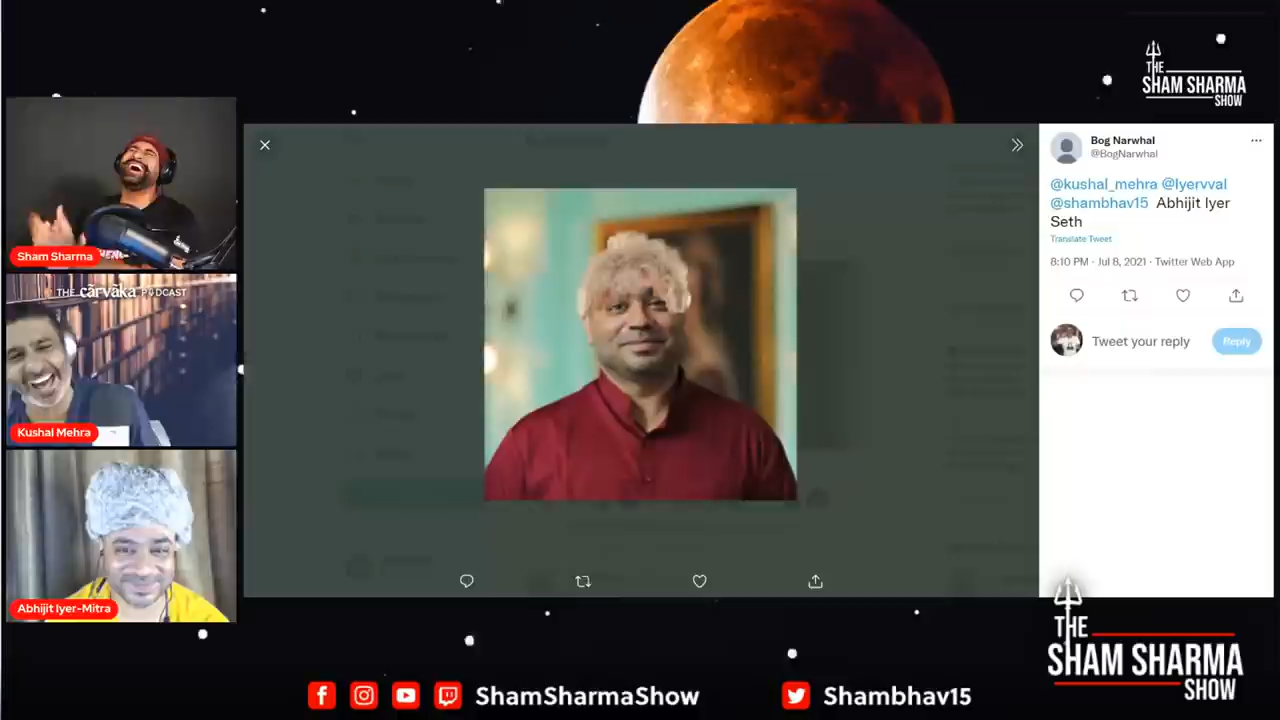 THE
SHAM SHARMA
SHOW
Sham Sharma
THE cārvāka PODCAST
Kushal Mehra
Abhijit Iyer-Mitra
Bog Narwhal
@BogNarwhal
@kushal_mehra @Iyervval
@shambhav15 Abhijit Iyer
Seth
Translate Tweet
8:10 PM · Jul 8, 2021 · Twitter Web App
Tweet your reply
Reply
THE
SHAM SHARMA
SHOW
ShamSharmaShow
Shambhav15